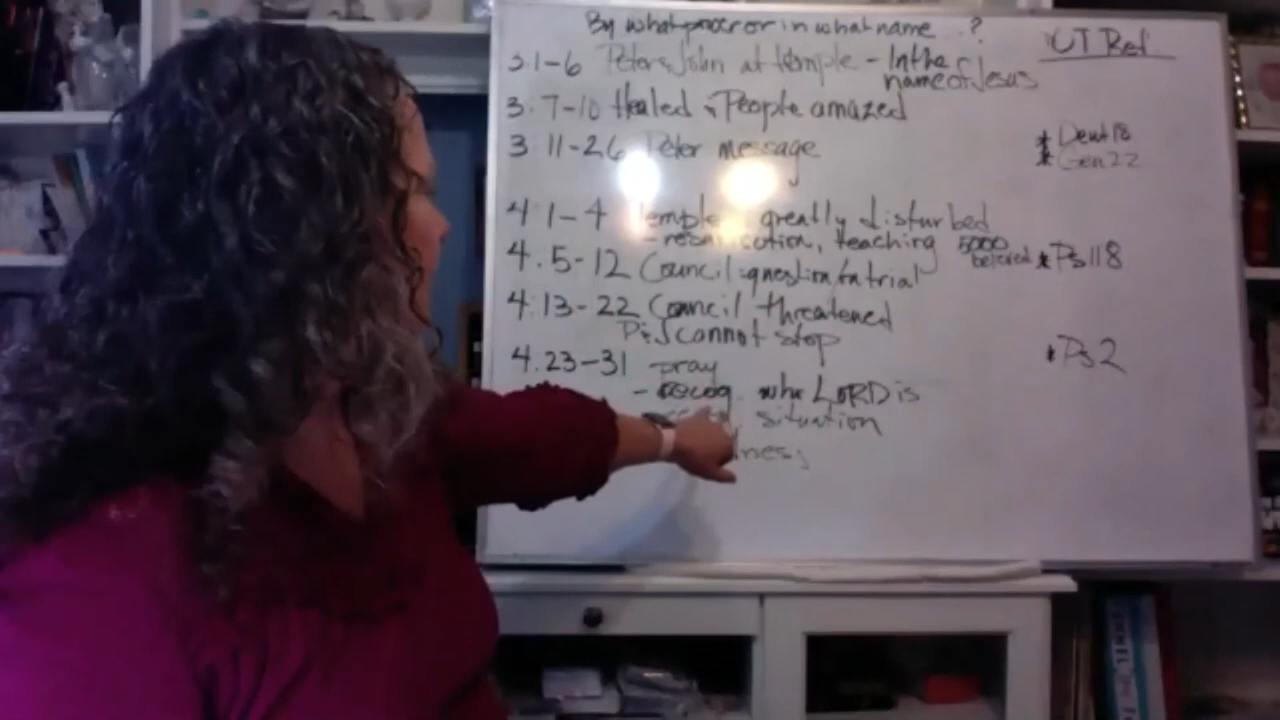 By what power or in what name ?
OT Ref
3:1-6 Peter & John at temple - In the
name of Jesus
3:7-10 Healed & People amazed
3:11-26 Peter message
* Deut 18
* Gen 22
4:1-4 Temple greatly disturbed
- resurrection, teaching 5000
believed
4:5-12 Council: question/on trial
* Ps 118
4:13-22 Council threatened
P&J cannot stop
4:23-31 pray
* Ps 2
- recog. who LORD is
situation